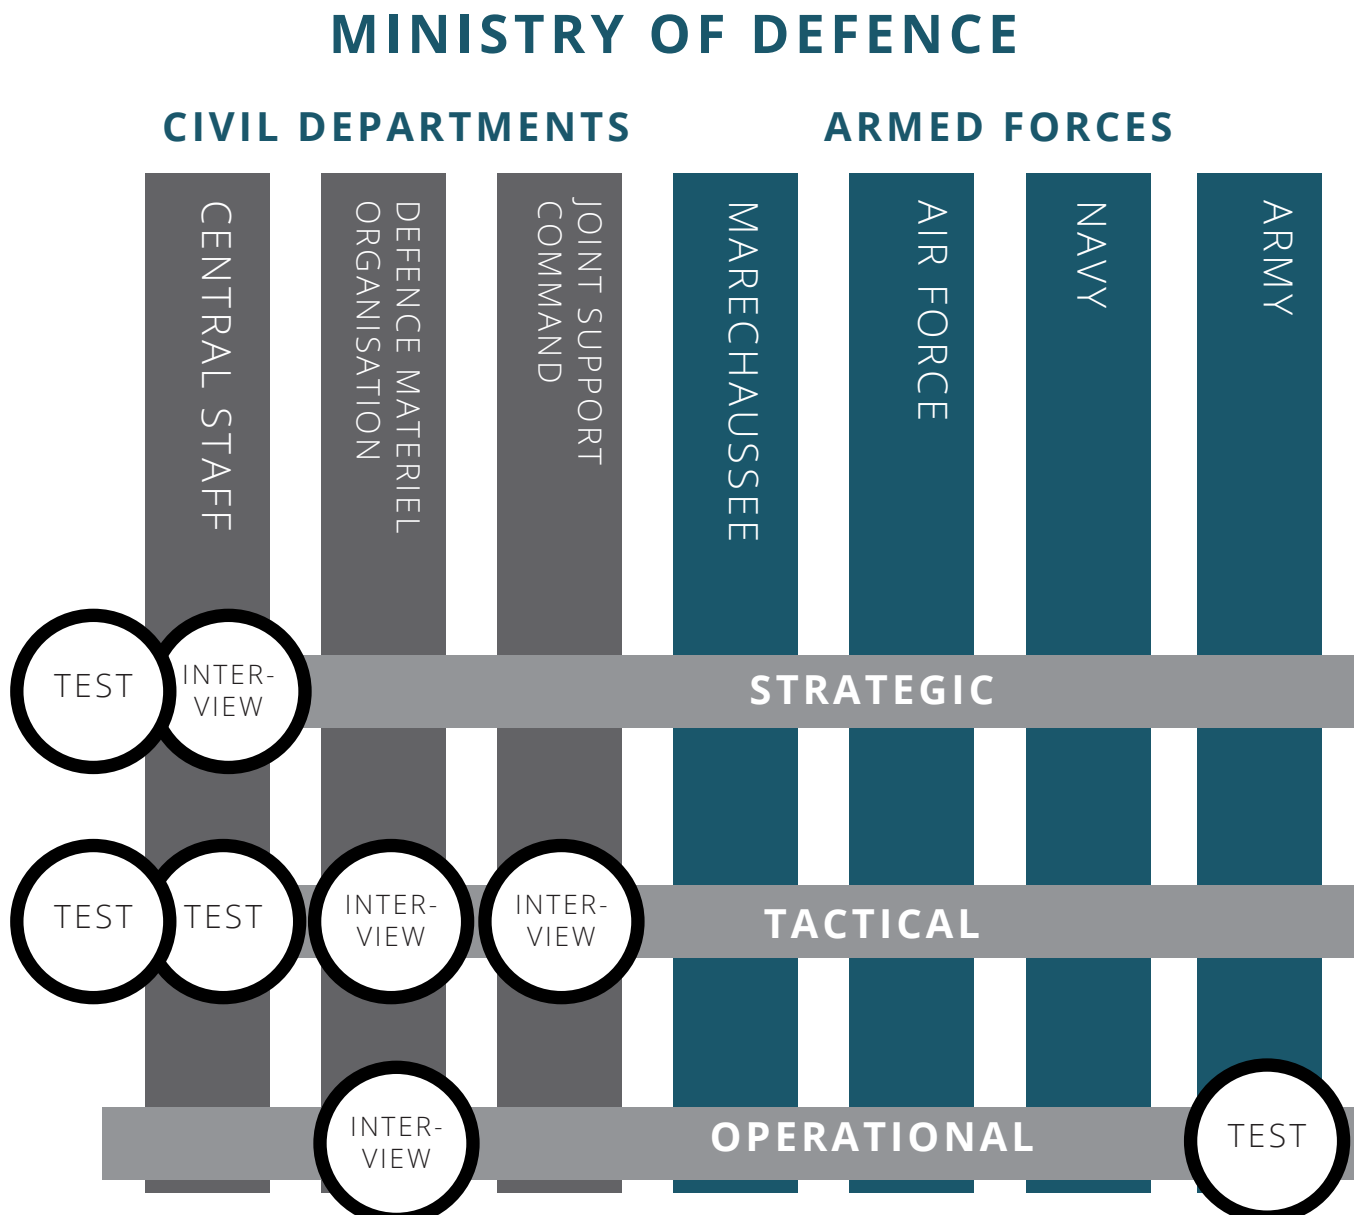 MINISTRY OF DEFENCE
CIVIL DEPARTMENTS
ARMED FORCES
CENTRAL STAFF
DEFENCE MATERIEL
ORGANISATION
JOINT SUPPORT
COMMAND
MARECHAUSSEE
AIR FORCE
NAVY
ARMY
TEST
INTER-
VIEW
STRATEGIC
TEST
TEST
INTER-
VIEW
INTER-
VIEW
TACTICAL
INTER-
VIEW
OPERATIONAL
TEST